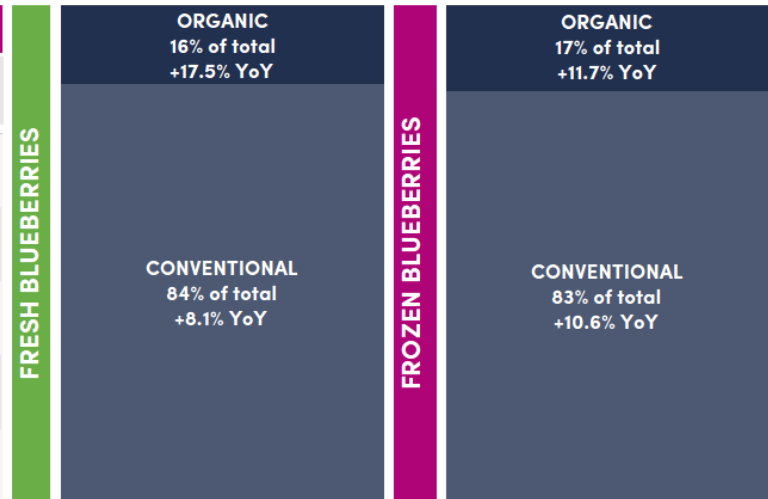 FRESH BLUEBERRIES
ORGANIC
16% of total
+17.5% YoY
CONVENTIONAL
84% of total
+8.1% YoY
FROZEN BLUEBERRIES
ORGANIC
17% of total
+11.7% YoY
CONVENTIONAL
83% of total
+10.6% YoY